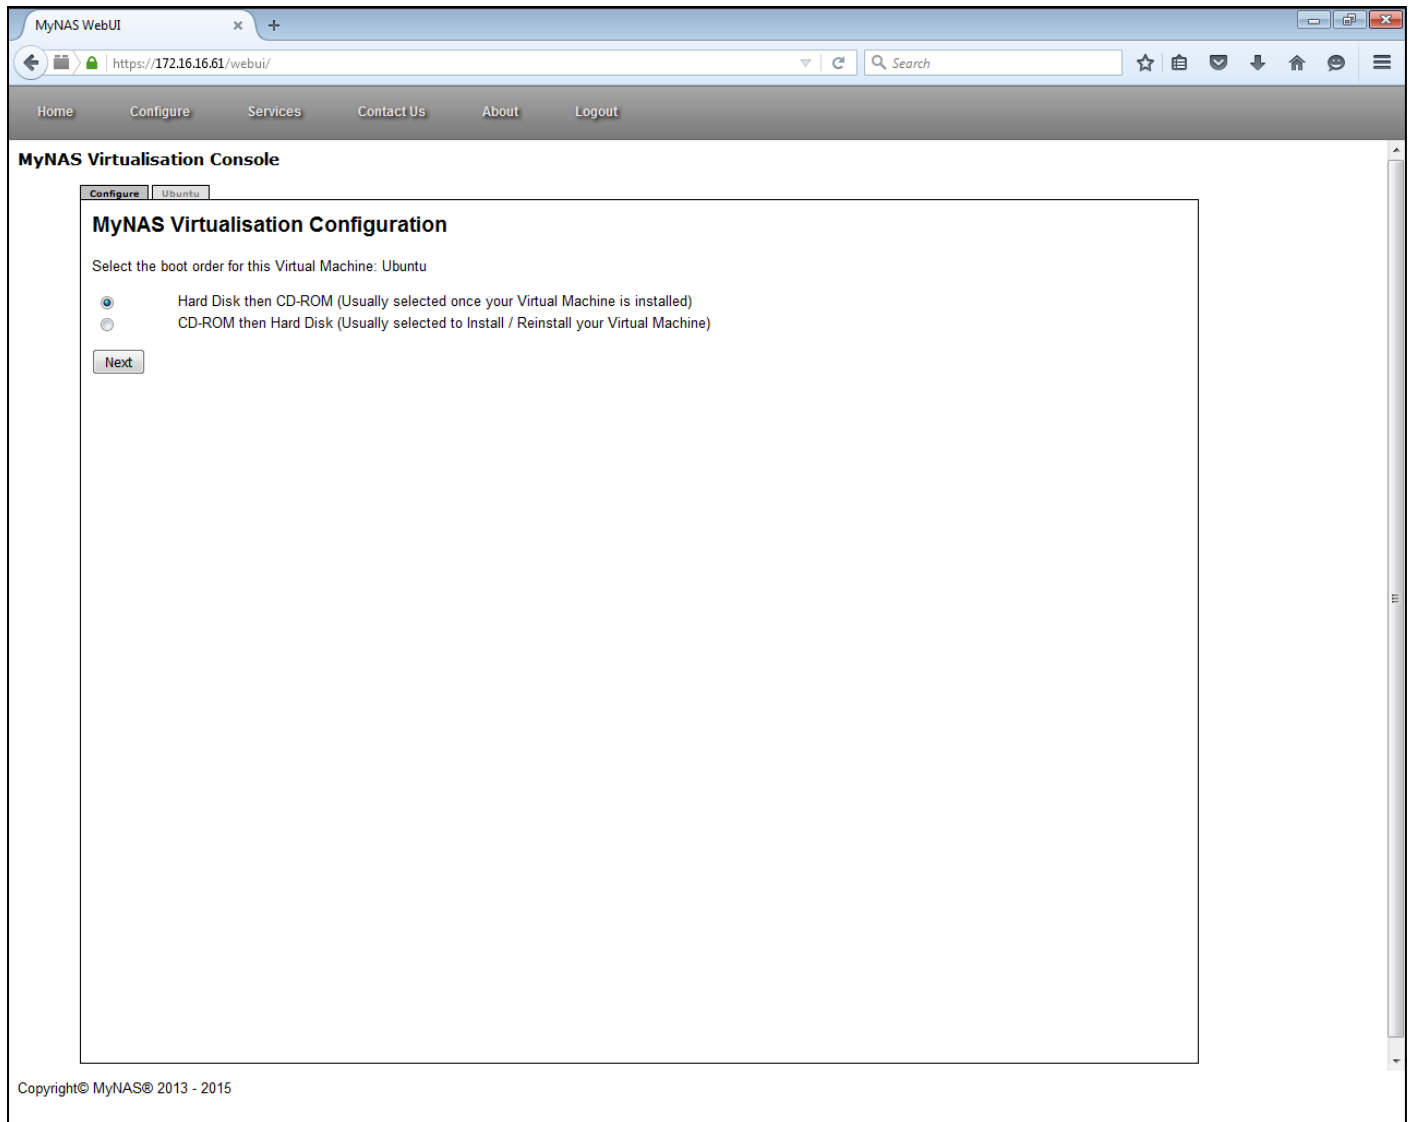 MyNAS WebUI
https://172.16.16.61/webui/
Search
Home Configure Services Contact Us About Logout
MyNAS Virtualisation Console
Configure Ubuntu
MyNAS Virtualisation Configuration
Select the boot order for this Virtual Machine: Ubuntu
Hard Disk then CD-ROM (Usually selected once your Virtual Machine is installed)
CD-ROM then Hard Disk (Usually selected to Install / Reinstall your Virtual Machine)
Next
Copyright© MyNAS® 2013 - 2015